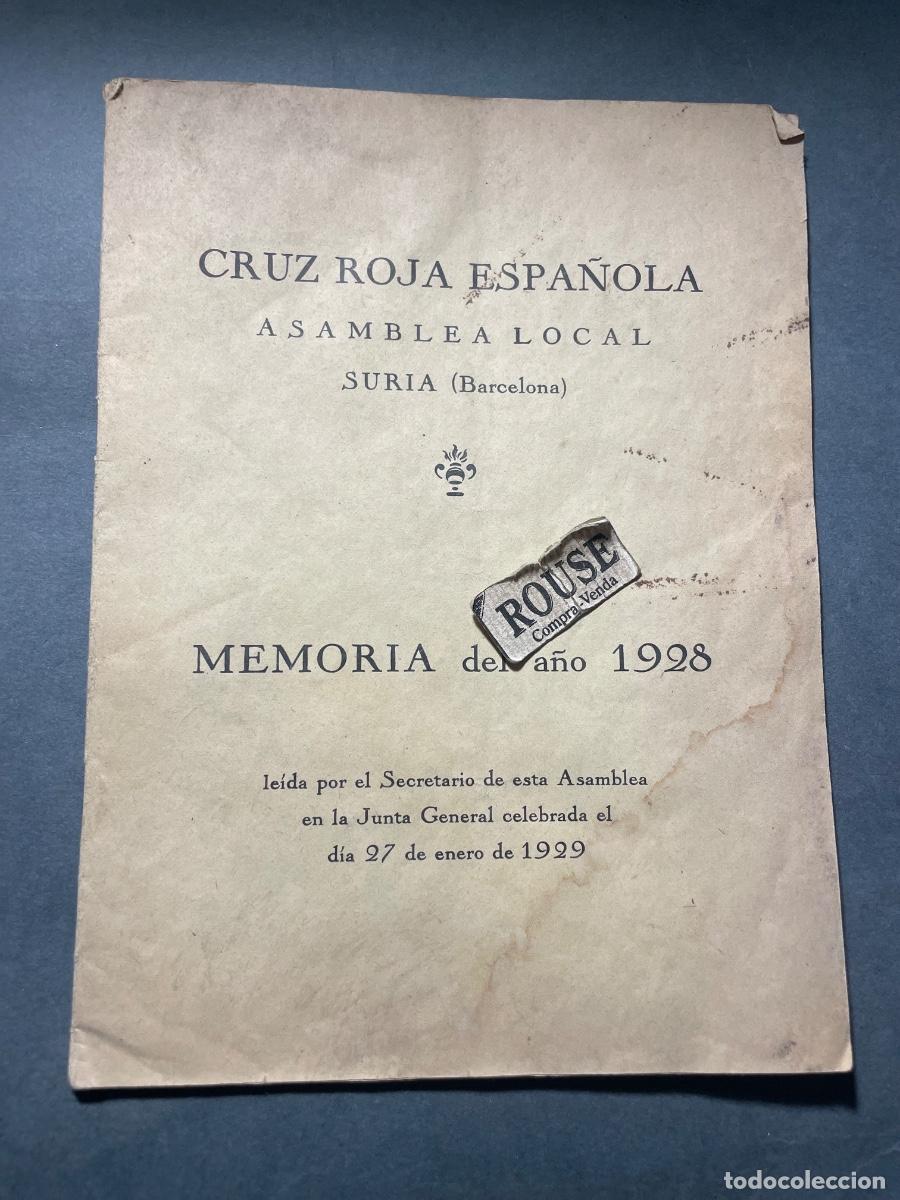 CRUZ ROJA ESPAÑOLA
ASAMBLEA LOCAL
SURIA (Barcelona)
ROUSE
Compra-Venda
MEMORIA del año 1928
leída por el Secretario de esta Asamblea
en la Junta General celebrada el
día 27 de enero de 1929
todocoleccion